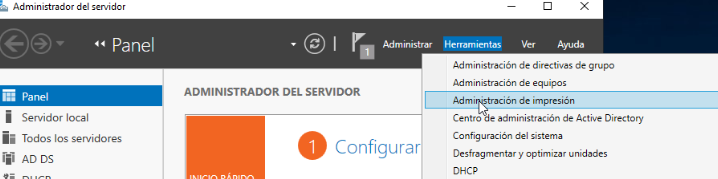 Administrador del servidor
Panel
1
Administrar
Herramientas
Ver
Ayuda
Administración de directivas de grupo
Administración de equipos
Administración de impresión
Centro de administración de Active Directory
Configuración del sistema
Desfragmentar y optimizar unidades
DHCP
Panel
Servidor local
Todos los servidores
AD DS
DHCP
ADMINISTRADOR DEL SERVIDOR
1 Configurar
INICIO RÁPIDO